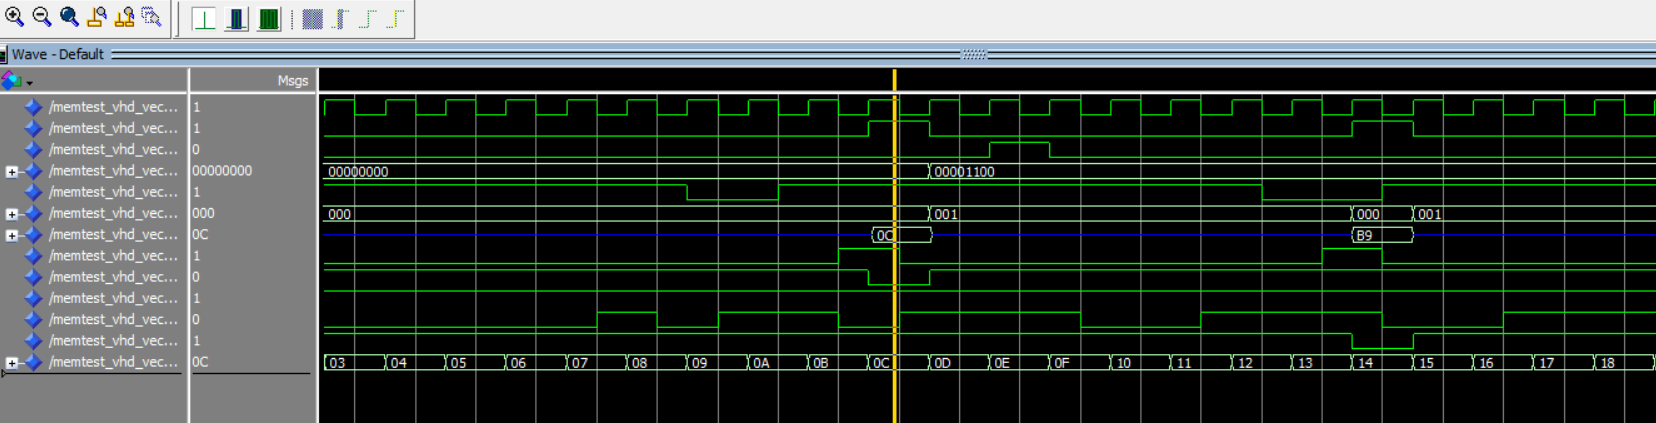 Wave - Default
Msgs
/memtest_vhd_vec... 1
/memtest_vhd_vec... 1
/memtest_vhd_vec... 0
/memtest_vhd_vec... 00000000 00000000 00001100
/memtest_vhd_vec... 1
/memtest_vhd_vec... 000 000 001 000 001
/memtest_vhd_vec... 0C 0C B9
/memtest_vhd_vec... 1
/memtest_vhd_vec... 0
/memtest_vhd_vec... 1
/memtest_vhd_vec... 0
/memtest_vhd_vec... 1
/memtest_vhd_vec... 0C 03 04 05 06 07 08 09 0A 0B 0C 0D 0E 0F 10 11 12 13 14 15 16 17 18